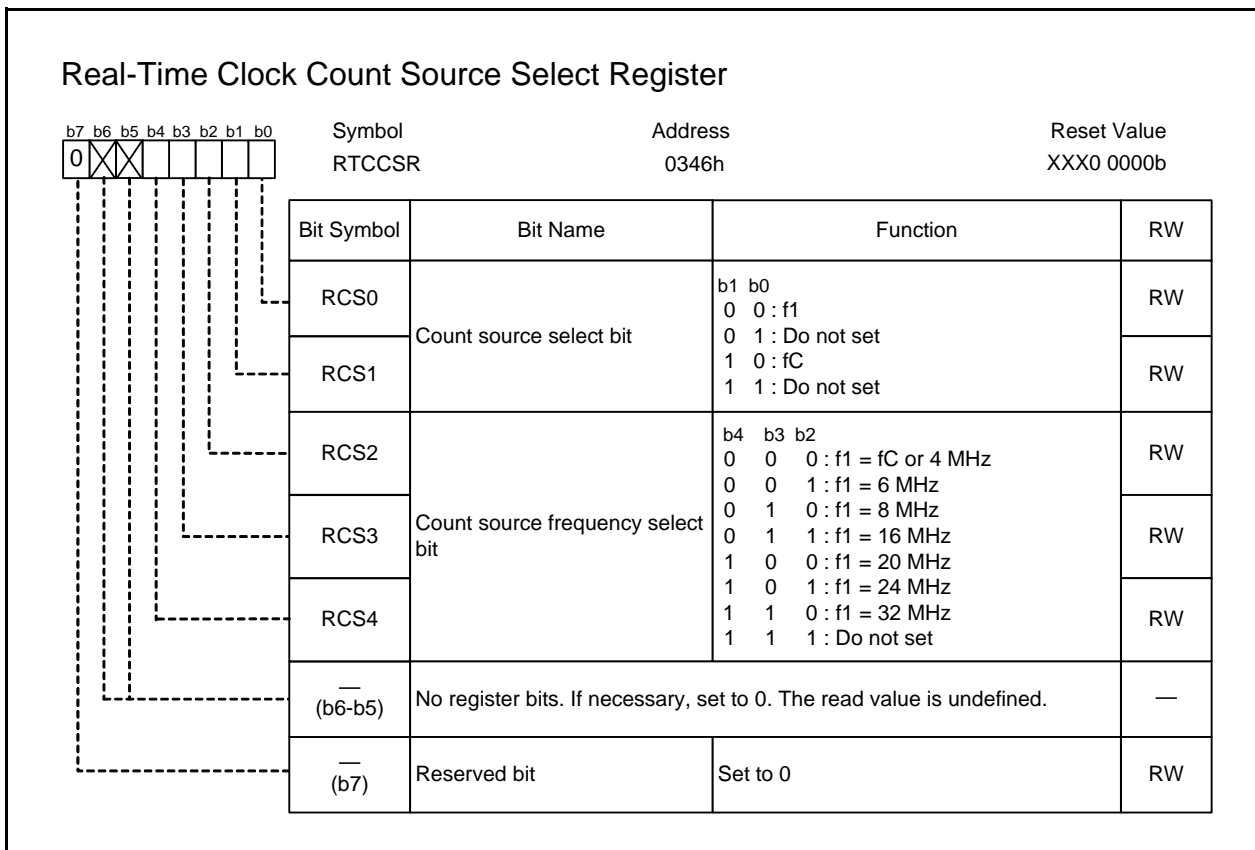 Real-Time Clock Count Source Select Register
b7 b6 b5 b4 b3 b2 b1 b0
0
Symbol Address Reset Value
RTCCSR 0346h XXX0 0000b
Bit Symbol Bit Name Function RW
RCS0
RCS1
Count source select bit
b1 b0
0 0 : f1
0 1 : Do not set
1 0 : fC
1 1 : Do not set
RW
RW
RCS2
RCS3
RCS4
Count source frequency select
bit
b4 b3 b2
0 0 0 : f1 = fC or 4 MHz
0 0 1 : f1 = 6 MHz
0 1 0 : f1 = 8 MHz
0 1 1 : f1 = 16 MHz
1 0 0 : f1 = 20 MHz
1 0 1 : f1 = 24 MHz
1 1 0 : f1 = 32 MHz
1 1 1 : Do not set
RW
RW
RW
—
(b6-b5)
No register bits. If necessary, set to 0. The read value is undefined.
—
—
(b7)
Reserved bit
Set to 0
RW